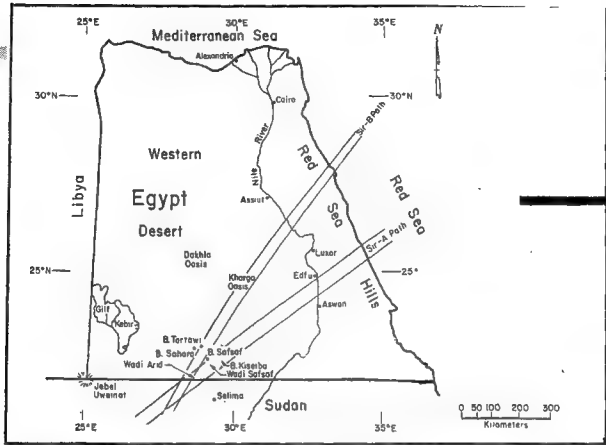 25°E
30°E
35°E
Mediterranean Sea
N
Alexandria
30°N
30°N
Cairo
Sir-B Path
River
Western
Red
Sea
Hills
Red Sea
Libya
Egypt
Nile
Assiut
Desert
Dakhla
Oasis
Kharga
Oasis
Luxor
Sir-A Path
Edfu
25°N
25°
Aswan
Gilf
Kebir
B. Tarfawi
B. Sahara
B. Safsaf
Wadi Arid
B. Kiseiba
Wadi Safsaf
Jebel
Uweinat
Selima
Sudan
25°E
30°E
35°E
0 100 200 300
Kilometers